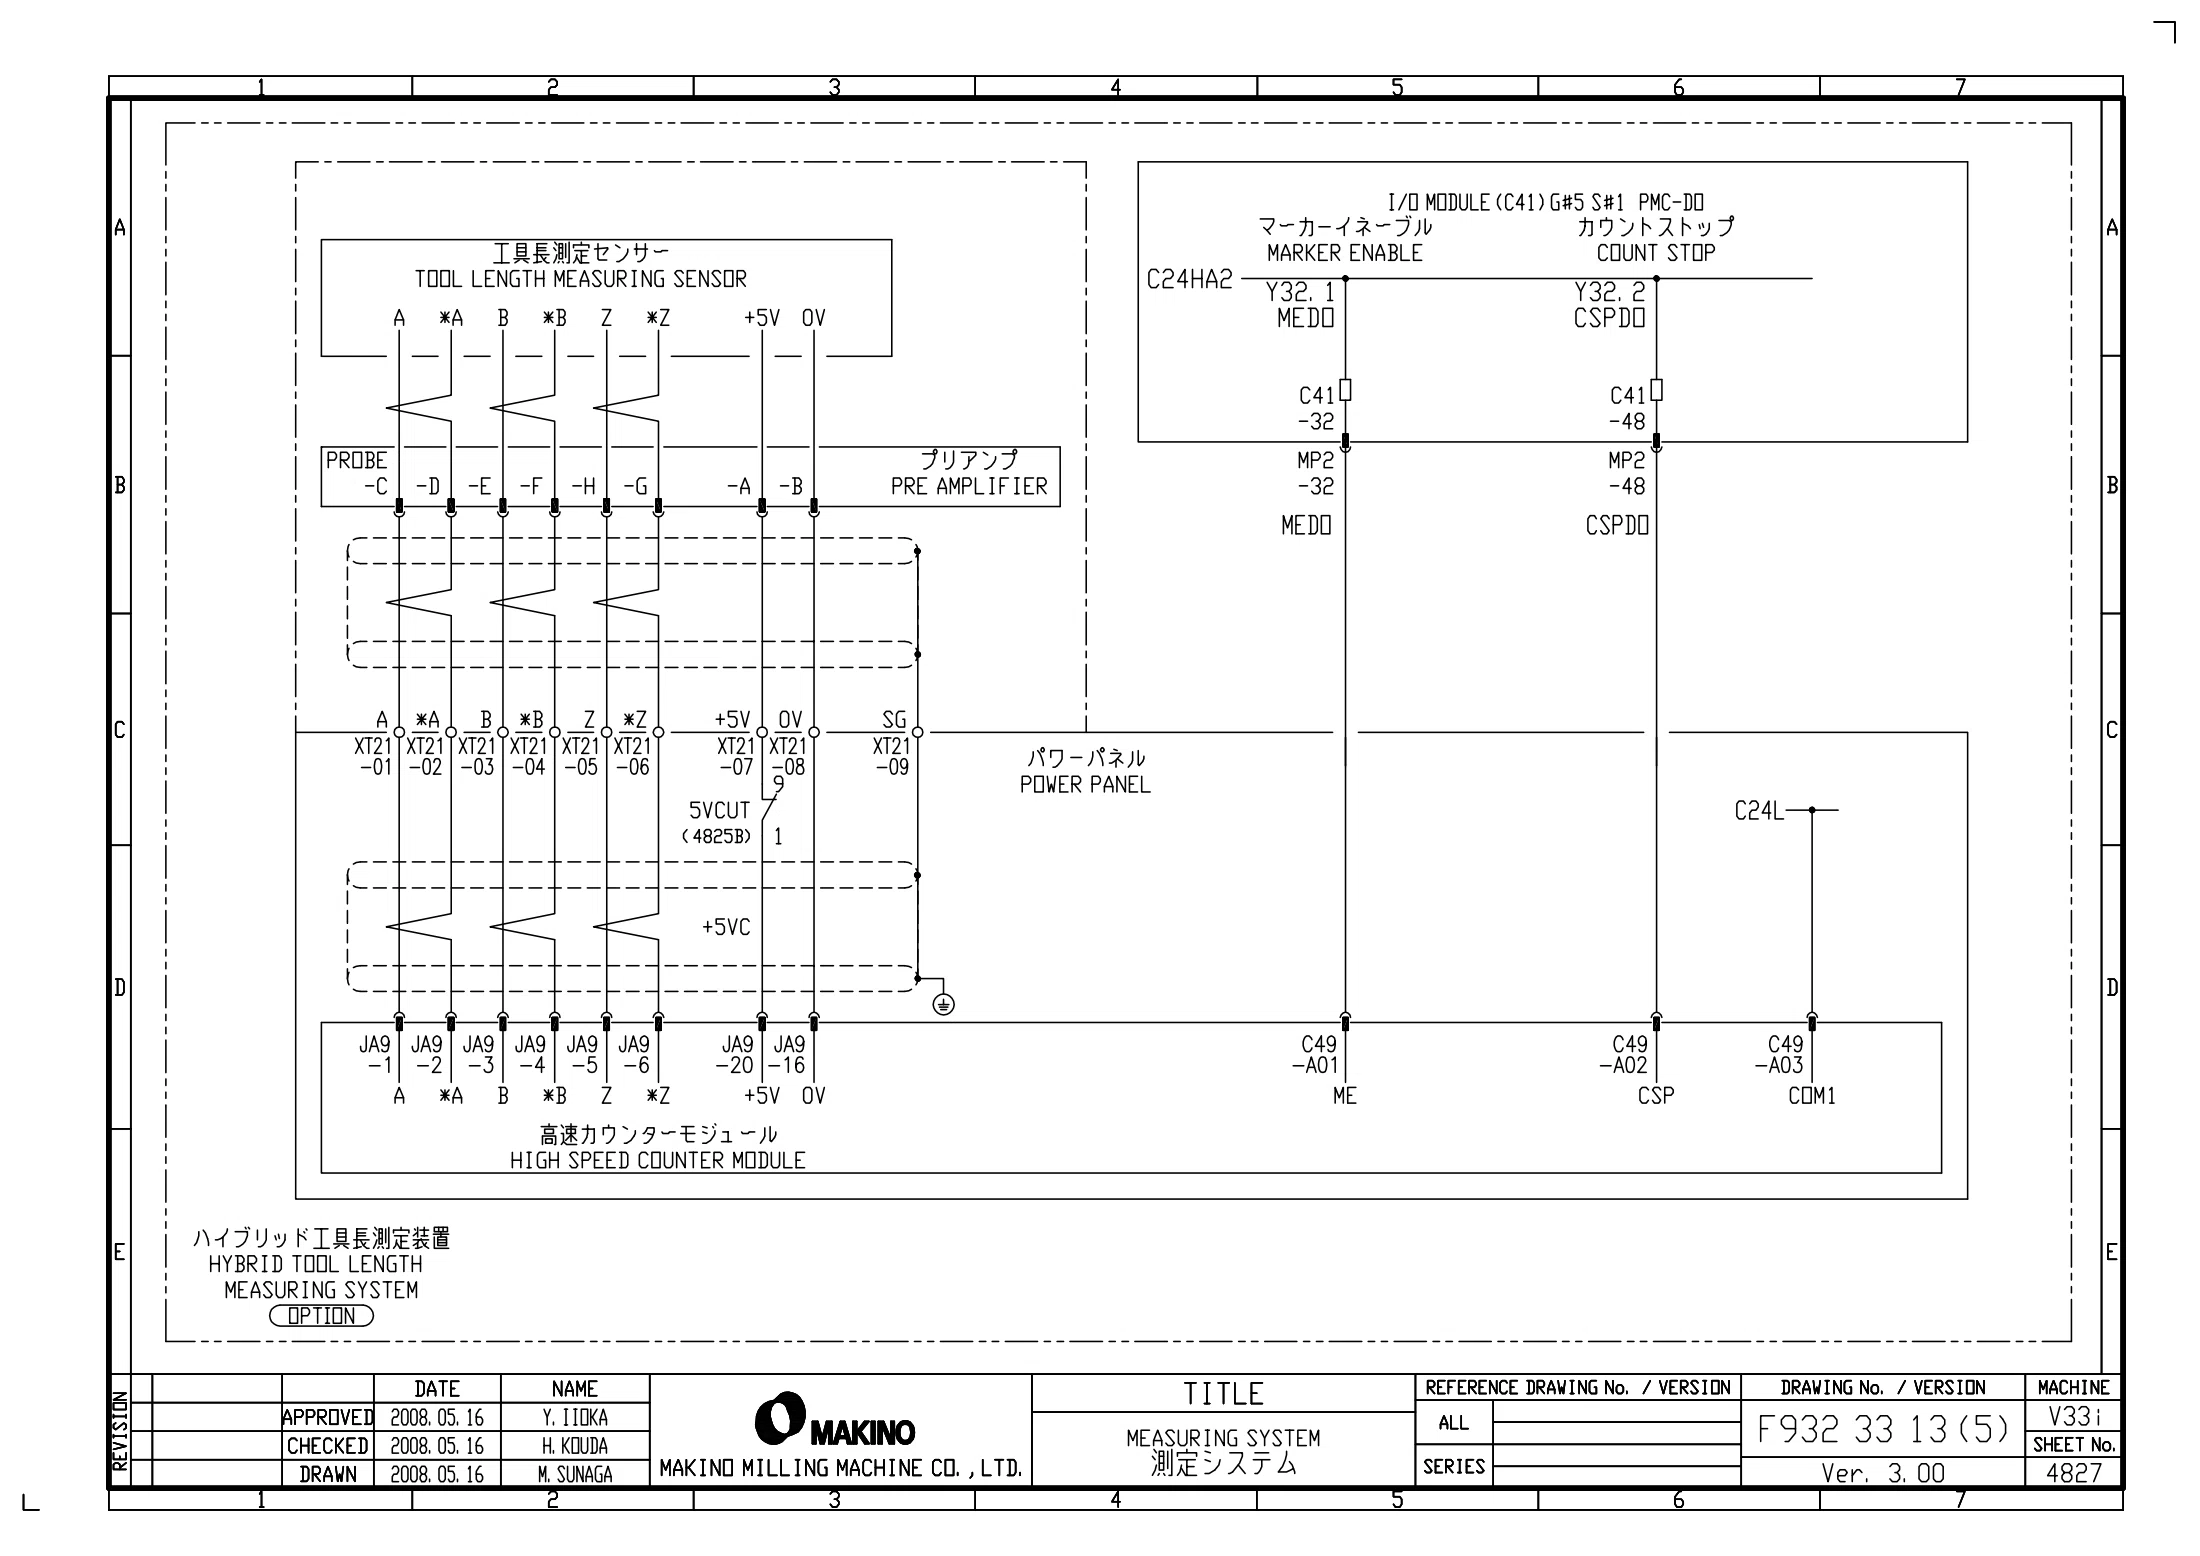 1 2 3 4 5 6 7
A A
B B
C C
D D
E E
工具長測定センサー
TOOL LENGTH MEASURING SENSOR
A *A B *B Z *Z +5V 0V
PROBE
-C -D -E -F -H -G -A -B
プリアンプ
PRE AMPLIFIER
I/O MODULE(C41)G#5 S#1 PMC-DO
マーカーイネーブル
MARKER ENABLE
カウントストップ
COUNT STOP
C24HA2
Y32.1
MEDO
Y32.2
CSPDO
C41
-32
C41
-48
MP2
-32
MP2
-48
MEDO
CSPDO
A *A B *B Z *Z +5V 0V SG
XT21 XT21 XT21 XT21 XT21 XT21 XT21 XT21 XT21
-01 -02 -03 -04 -05 -06 -07 -08 -09
パワーパネル
POWER PANEL
9
5VCUT
(4825B) 1
C24L
+5VC
JA9 JA9 JA9 JA9 JA9 JA9 JA9 JA9 C49 C49 C49
-1 -2 -3 -4 -5 -6 -20 -16 -A01 -A02 -A03
A *A B *B Z *Z +5V 0V ME CSP COM1
高速カウンターモジュール
HIGH SPEED COUNTER MODULE
ハイブリッド工具長測定装置
HYBRID TOOL LENGTH
MEASURING SYSTEM
OPTION
REVISION
DATE NAME
APPROVED 2008.05.16 Y. IIOKA
CHECKED 2008.05.16 H. KOUDA
DRAWN 2008.05.16 M. SUNAGA
MAKINO
MAKINO MILLING MACHINE CO.,LTD.
TITLE
MEASURING SYSTEM
測定システム
REFERENCE DRAWING No. / VERSION
ALL
SERIES
DRAWING No. / VERSION
F932 33 13(5)
Ver. 3.00
MACHINE
V33i
SHEET No.
4827
1 2 3 4 5 6 7